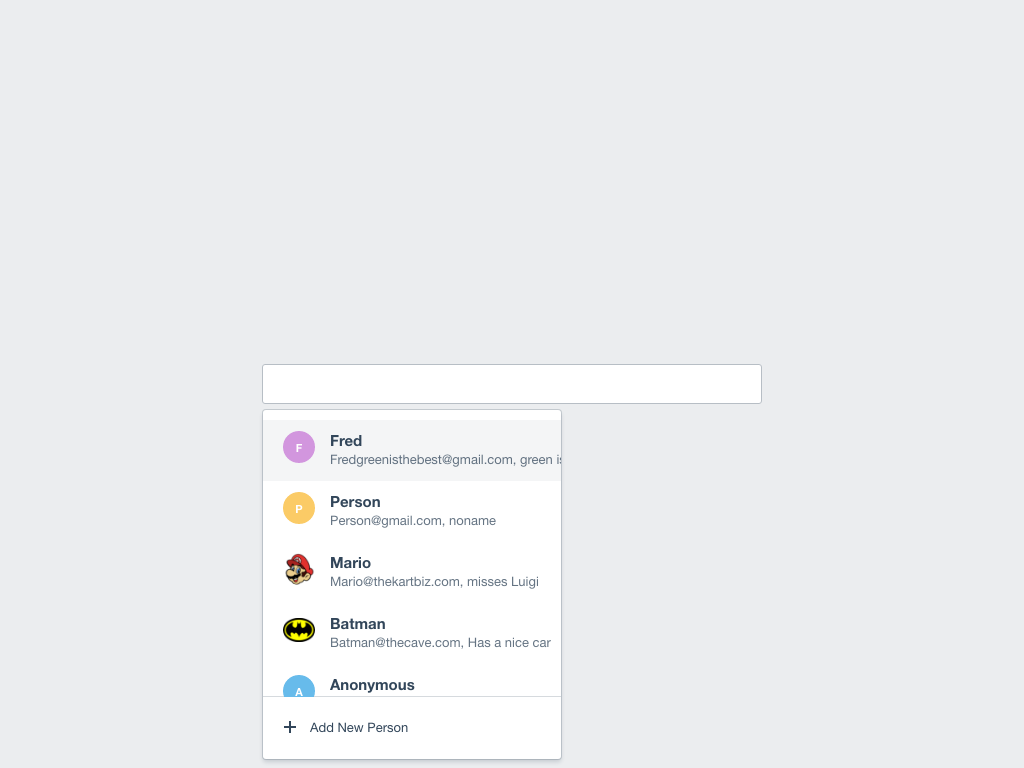 F
Fred
Fredgreenisthebest@gmail.com, green
P
Person
Person@gmail.com, noname
Mario
Mario@thekartbiz.com, misses Luigi
Batman
Batman@thecave.com, Has a nice car
A
Anonymous
Add New Person